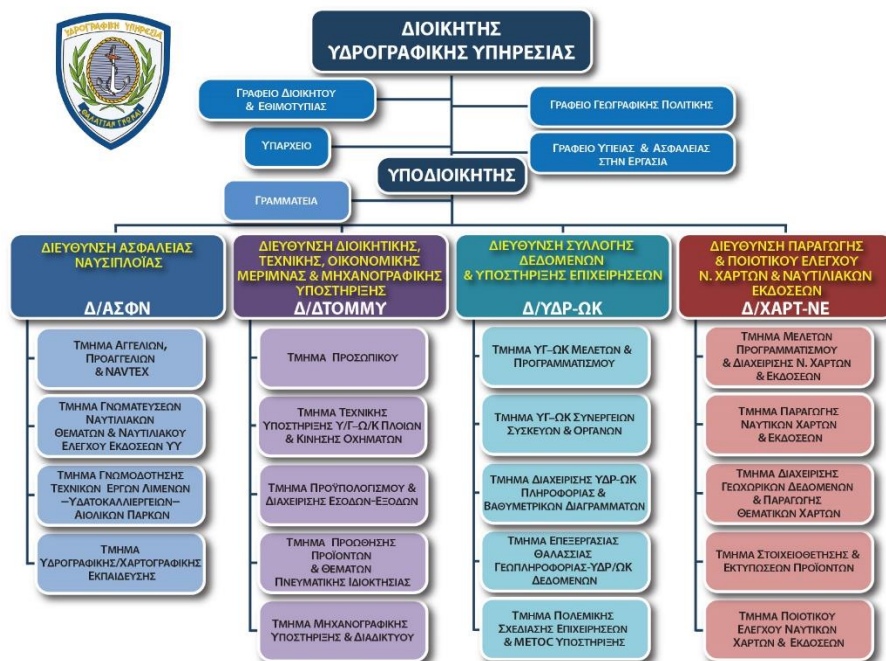 ΥΔΡΟΓΡΑΦΙΚΗ ΥΠΗΡΕΣΙΑ
ΔΙΟΙΚΗΤΗΣ
ΥΔΡΟΓΡΑΦΙΚΗΣ ΥΠΗΡΕΣΙΑΣ
ΓΡΑΦΕΙΟ ΔΙΟΙΚΗΤΟΥ
& ΕΘΙΜΟΤΥΠΙΑΣ
ΓΡΑΦΕΙΟ ΓΕΩΓΡΑΦΙΚΗΣ ΠΟΛΙΤΙΚΗΣ
ΥΠΑΡΧΕΙΟ
ΓΡΑΦΕΙΟ ΥΓΙΕΙΑΣ & ΑΣΦΑΛΕΙΑΣ
ΣΤΗΝ ΕΡΓΑΣΙΑ
ΥΠΟΔΙΟΙΚΗΤΗΣ
ΓΡΑΜΜΑΤΕΙΑ
ΔΙΕΥΘΥΝΣΗ ΑΣΦΑΛΕΙΑΣ
ΝΑΥΣΙΠΛΟΪΑΣ
Δ/ΑΣΦΝ
ΤΜΗΜΑ ΑΓΓΕΛΙΩΝ,
ΠΡΟΑΓΓΕΛΙΩΝ
& NAVTEX
ΤΜΗΜΑ ΓΝΩΜΑΤΕΥΣΕΩΝ
ΝΑΥΤΙΛΙΑΚΩΝ
ΘΕΜΑΤΩΝ & ΝΑΥΤΙΛΙΑΚΟΥ
ΕΛΕΓΧΟΥ ΕΚΔΟΣΕΩΝ ΥΥ
ΤΜΗΜΑ ΓΝΩΜΟΔΟΤΗΣΗΣ
ΤΕΧΝΙΚΩΝ ΕΡΓΩΝ ΛΙΜΕΝΩΝ
–ΥΔΑΤΟΚΑΛΛΙΕΡΓΕΙΩΝ–
ΑΙΟΛΙΚΩΝ ΠΑΡΚΩΝ
ΤΜΗΜΑ
ΥΔΡΟΓΡΑΦΙΚΗΣ/ΧΑΡΤΟΓΡΑΦΙΚΗΣ
ΕΚΠΑΙΔΕΥΣΗΣ
ΔΙΕΥΘΥΝΣΗ ΔΙΟΙΚΗΤΙΚΗΣ,
ΤΕΧΝΙΚΗΣ, ΟΙΚΟΝΟΜΙΚΗΣ
ΜΕΡΙΜΝΑΣ & ΜΗΧΑΝΟΓΡΑΦΙΚΗΣ
ΥΠΟΣΤΗΡΙΞΗΣ
Δ/ΔΤΟΜΜΥ
ΤΜΗΜΑ ΠΡΟΣΩΠΙΚΟΥ
ΤΜΗΜΑ ΤΕΧΝΙΚΗΣ
ΥΠΟΣΤΗΡΙΞΗΣ Υ/Γ–Ω/Κ ΠΛΟΙΩΝ
& ΚΙΝΗΣΗΣ ΟΧΗΜΑΤΩΝ
ΤΜΗΜΑ ΠΡΟΫΠΟΛΟΓΙΣΜΟΥ &
ΔΙΑΧΕΙΡΙΣΗΣ ΕΣΟΔΩΝ–ΕΞΟΔΩΝ
ΤΜΗΜΑ ΠΡΟΩΘΗΣΗΣ
ΠΡΟΪΟΝΤΩΝ
& ΘΕΜΑΤΩΝ
ΠΝΕΥΜΑΤΙΚΗΣ ΙΔΙΟΚΤΗΣΙΑΣ
ΤΜΗΜΑ ΜΗΧΑΝΟΓΡΑΦΙΚΗΣ
ΥΠΟΣΤΗΡΙΞΗΣ & ΔΙΑΔΙΚΤΥΟΥ
ΔΙΕΥΘΥΝΣΗ ΣΥΛΛΟΓΗΣ
ΔΕΔΟΜΕΝΩΝ
& ΥΠΟΣΤΗΡΙΞΗΣ ΕΠΙΧΕΙΡΗΣΕΩΝ
Δ/ΥΔΡ-ΩΚ
ΤΜΗΜΑ ΥΓ–ΩΚ ΜΕΛΕΤΩΝ &
ΠΡΟΓΡΑΜΜΑΤΙΣΜΟΥ
ΤΜΗΜΑ ΥΓ–ΩΚ ΣΥΝΕΡΓΕΙΩΝ
ΣΥΣΚΕΥΩΝ & ΟΡΓΑΝΩΝ
ΤΜΗΜΑ ΔΙΑΧΕΙΡΙΣΗΣ ΥΔΡ-ΩΚ
ΠΛΗΡΟΦΟΡΙΑΣ &
ΒΑΘΥΜΕΤΡΙΚΩΝ ΔΙΑΓΡΑΜΜΑΤΩΝ
ΤΜΗΜΑ ΕΠΕΞΕΡΓΑΣΙΑΣ
ΘΑΛΑΣΣΙΑΣ
ΓΕΩΠΛΗΡΟΦΟΡΙΑΣ-ΥΔΡ/ΩΚ
ΔΕΔΟΜΕΝΩΝ
ΤΜΗΜΑ ΠΟΛΕΜΙΚΗΣ
ΣΧΕΔΙΑΣΗΣ ΕΠΙΧΕΙΡΗΣΕΩΝ
& METOC ΥΠΟΣΤΗΡΙΞΗΣ
ΔΙΕΥΘΥΝΣΗ ΠΑΡΑΓΩΓΗΣ
& ΠΟΙΟΤΙΚΟΥ ΕΛΕΓΧΟΥ
Ν. ΧΑΡΤΩΝ & ΝΑΥΤΙΛΙΑΚΩΝ
ΕΚΔΟΣΕΩΝ
Δ/ΧΑΡΤ-ΝΕ
ΤΜΗΜΑ ΜΕΛΕΤΩΝ
ΠΡΟΓΡΑΜΜΑΤΙΣΜΟΥ
& ΔΙΑΧΕΙΡΙΣΗΣ Ν. ΧΑΡΤΩΝ
& ΕΚΔΟΣΕΩΝ
ΤΜΗΜΑ ΠΑΡΑΓΩΓΗΣ
ΝΑΥΤΙΚΩΝ ΧΑΡΤΩΝ
& ΕΚΔΟΣΕΩΝ
ΤΜΗΜΑ ΔΙΑΧΕΙΡΙΣΗΣ
ΓΕΩΧΩΡΙΚΩΝ ΔΕΔΟΜΕΝΩΝ
& ΠΑΡΑΓΩΓΗΣ
ΘΕΜΑΤΙΚΩΝ ΧΑΡΤΩΝ
ΤΜΗΜΑ ΣΤΟΙΧΕΙΟΘΕΤΗΣΗΣ &
ΕΚΤΥΠΩΣΕΩΝ ΠΡΟΪΟΝΤΩΝ
ΤΜΗΜΑ ΠΟΙΟΤΙΚΟΥ
ΕΛΕΓΧΟΥ ΝΑΥΤΙΚΩΝ
ΧΑΡΤΩΝ & ΕΚΔΟΣΕΩΝ